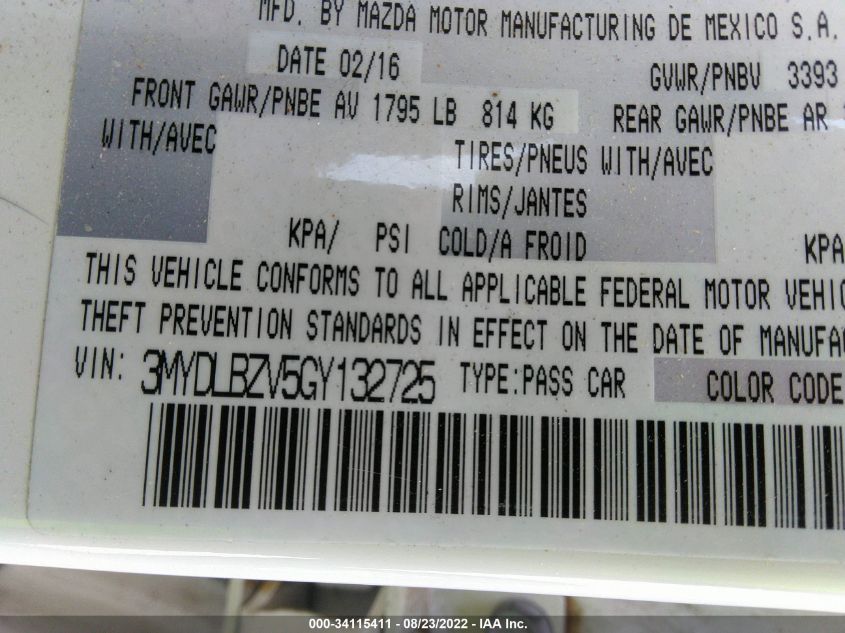 MFD. BY MAZDA MOTOR MANUFACTURING DE MEXICO S.A.
DATE 02/16 GVWR/PNBV 3393
FRONT GAWR/PNBE AV 1795 LB 814 KG REAR GAWR/PNBE AR
WITH/AVEC TIRES/PNEUS WITH/AVEC
RIMS/JANTES
KPA/ PSI COLD/A FROID KPA
THIS VEHICLE CONFORMS TO ALL APPLICABLE FEDERAL MOTOR VEHIC
THEFT PREVENTION STANDARDS IN EFFECT ON THE DATE OF MANUFA
VIN: 3MYDLBZV5GY132725 TYPE:PASS CAR COLOR CODE
000-34115411 - 08/23/2022 - IAA Inc.